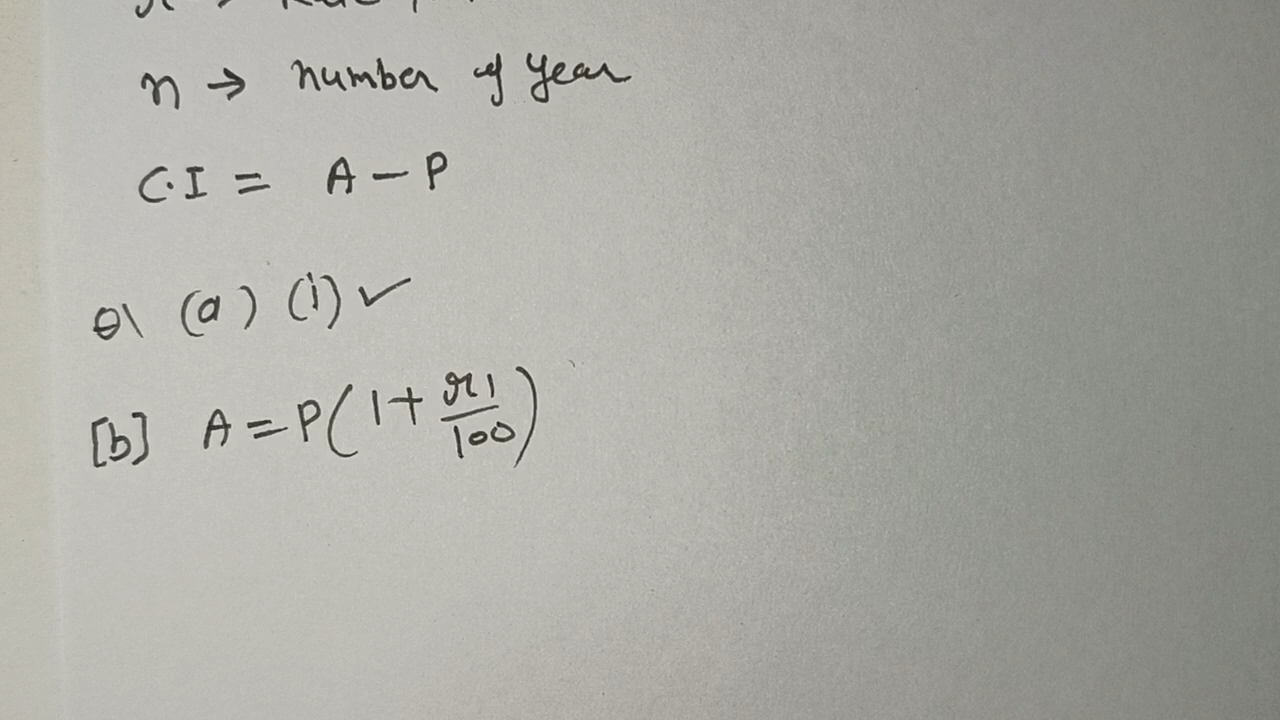 n → number of year
C.I = A - P
Q1 (a) (i) ✓
[b] A = P(1 + r1/100)